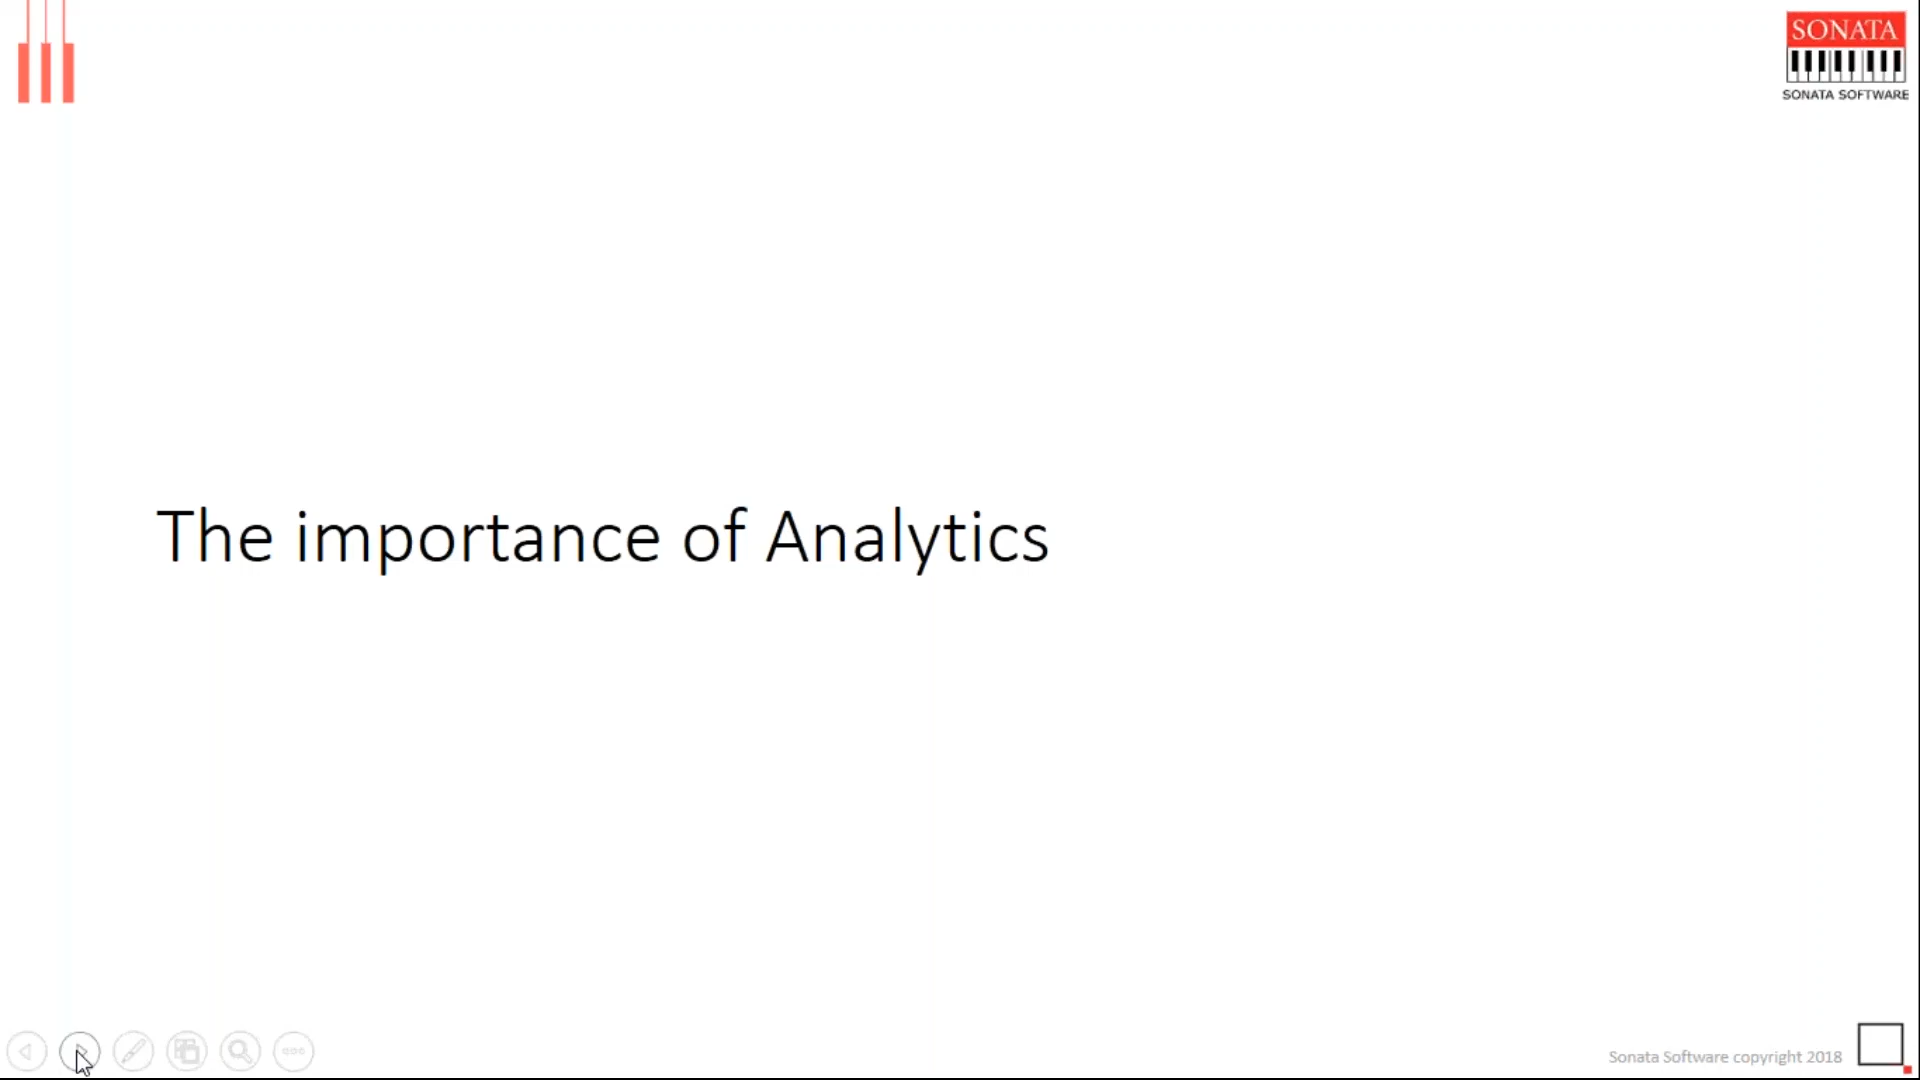 SONATA
SONATA SOFTWARE
The importance of Analytics
Sonata Software copyright 2018